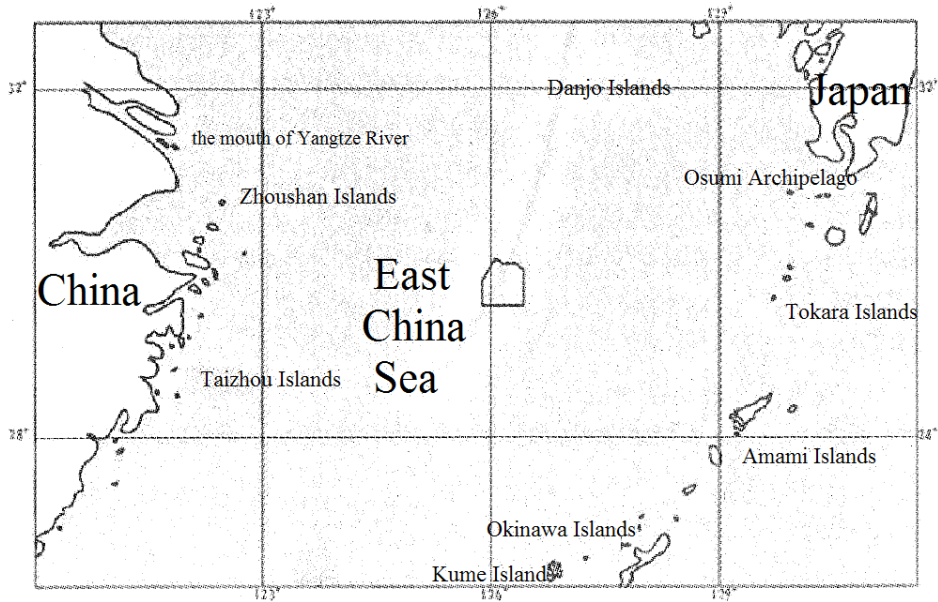 123°
126°
129°
32°
Danjo Islands
Japan
32°
the mouth of Yangtze River
Osumi Archipelago
Zhoushan Islands
China
East
China
Sea
Tokara Islands
Taizhou Islands
28°
Amami Islands
Okinawa Islands
Kume Island
123°
126°
129°